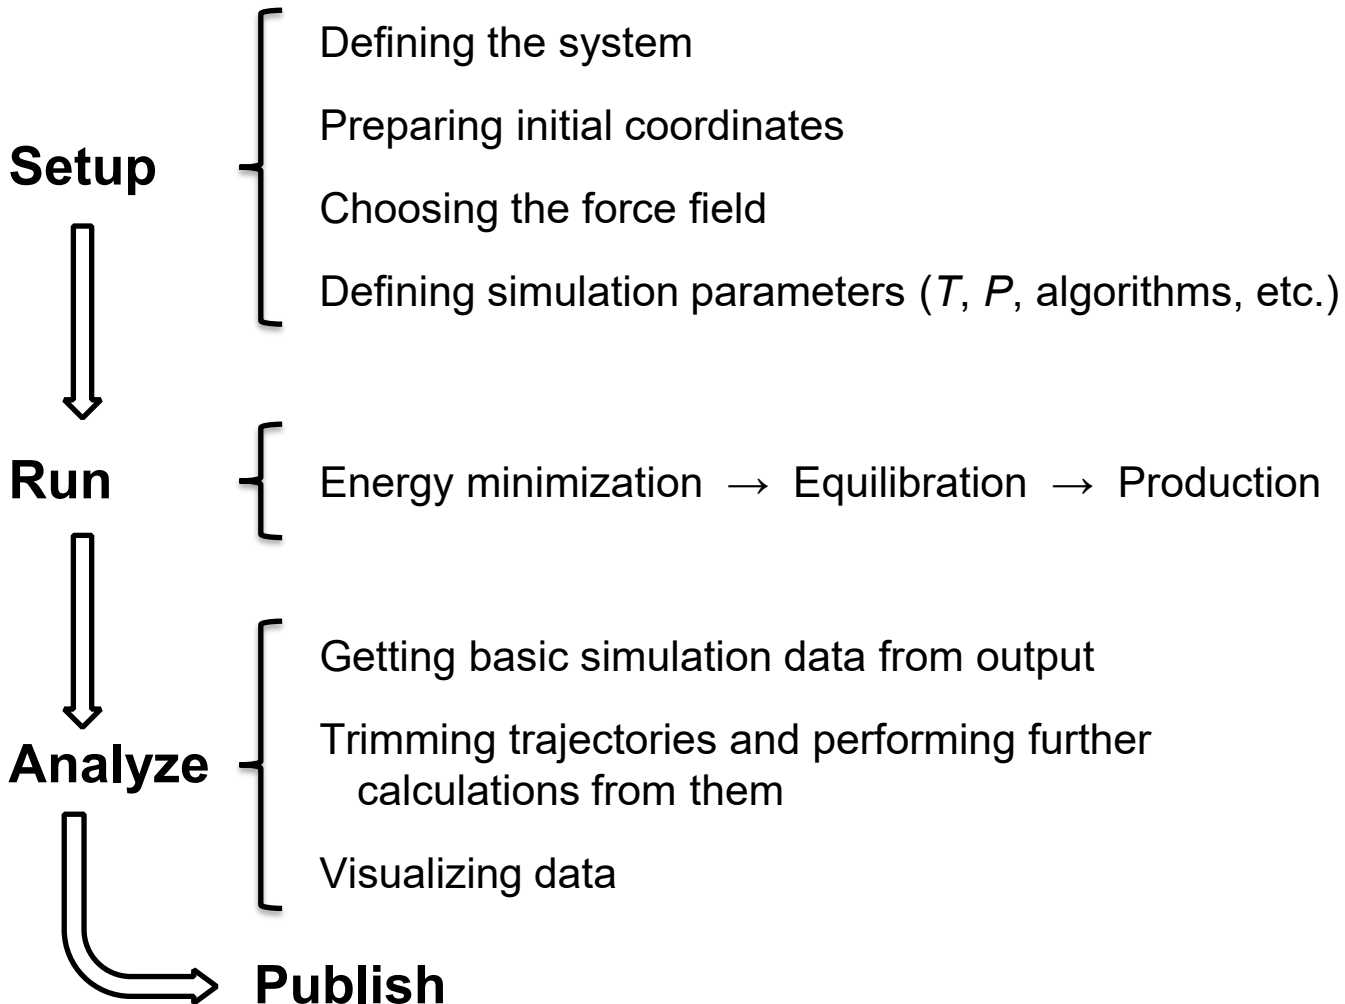 Setup
Defining the system
Preparing initial coordinates
Choosing the force field
Defining simulation parameters (T, P, algorithms, etc.)
Run
Energy minimization → Equilibration → Production
Analyze
Getting basic simulation data from output
Trimming trajectories and performing further
calculations from them
Visualizing data
Publish